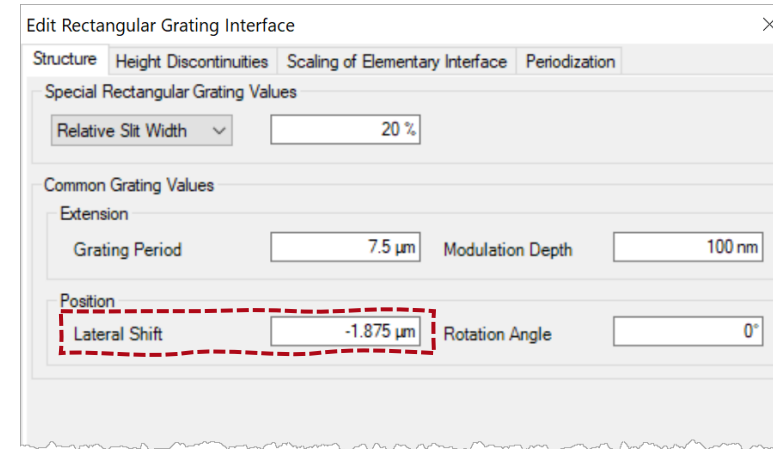 Edit Rectangular Grating Interface
Structure Height Discontinuities Scaling of Elementary Interface Periodization
Special Rectangular Grating Values
Relative Slit Width 20 %
Common Grating Values
Extension
Grating Period 7.5 µm Modulation Depth 100 nm
Position
Lateral Shift -1.875 µm Rotation Angle 0°